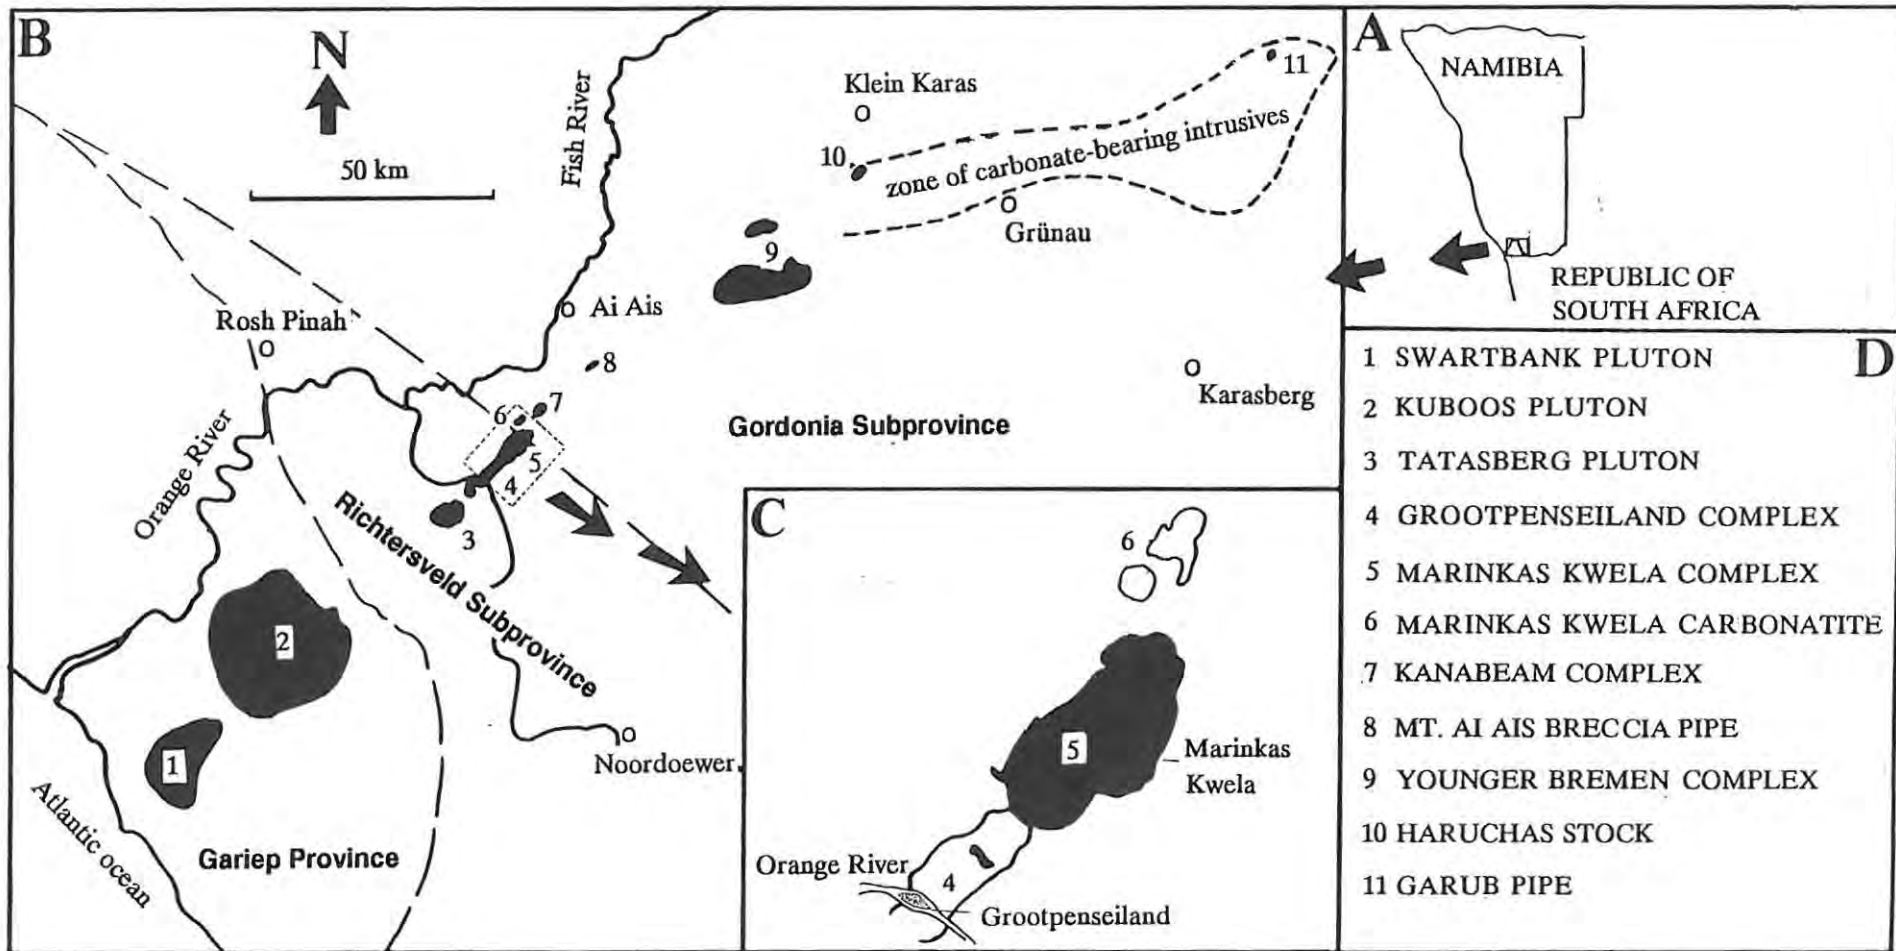 B
N
50 km
Fish River
Klein Karas
11
10
zone of carbonate-bearing intrusives
Grünau
9
Rosh Pinah
Ai Ais
8
7
6
5
4
3
Karasberg
Gordonia Subprovince
Orange River
Richtersveld Subprovince
2
1
Noordoewer
Atlantic ocean
Gariep Province
A
NAMIBIA
REPUBLIC OF
SOUTH AFRICA
C
6
5
Marinkas
Kwela
Orange River
4
Grootpenseiland
D
1 SWARTBANK PLUTON
2 KUBOOS PLUTON
3 TATASBERG PLUTON
4 GROOTPENSEILAND COMPLEX
5 MARINKAS KWELA COMPLEX
6 MARINKAS KWELA CARBONATITE
7 KANABEAM COMPLEX
8 MT. AI AIS BRECCIA PIPE
9 YOUNGER BREMEN COMPLEX
10 HARUCHAS STOCK
11 GARUB PIPE